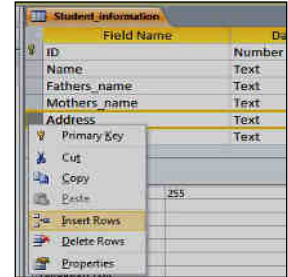 Student_information
Field Name Da
ID Number
Name Text
Fathers_name Text
Mothers_name Text
Address Text
Text
Primary Key
Cut
Copy
Paste
255
Insert Rows
Delete Rows
Properties